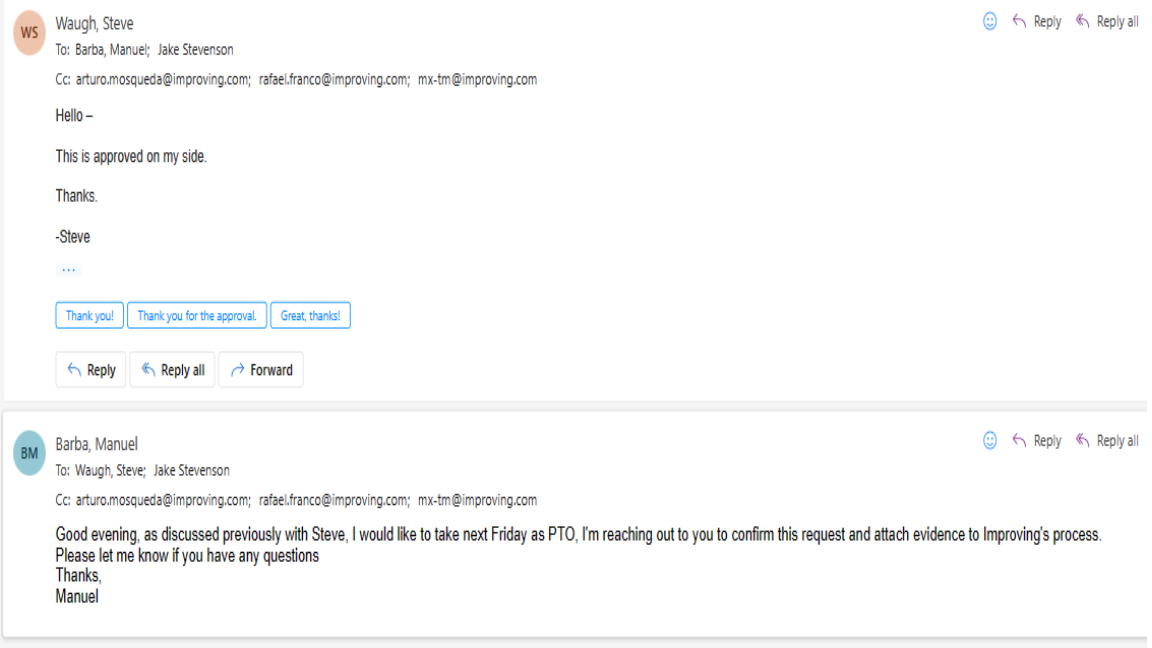 WS
Waugh, Steve
Reply Reply all
To: Barba, Manuel; Jake Stevenson
Cc: arturo.mosqueda@improving.com; rafael.franco@improving.com; mx-tm@improving.com
Hello –
This is approved on my side.
Thanks.
-Steve
...
Thank you! Thank you for the approval. Great, thanks!
Reply Reply all Forward
BM
Barba, Manuel
Reply Reply all
To: Waugh, Steve; Jake Stevenson
Cc: arturo.mosqueda@improving.com; rafael.franco@improving.com; mx-tm@improving.com
Good evening, as discussed previously with Steve, I would like to take next Friday as PTO, I'm reaching out to you to confirm this request and attach evidence to Improving's process.
Please let me know if you have any questions
Thanks,
Manuel